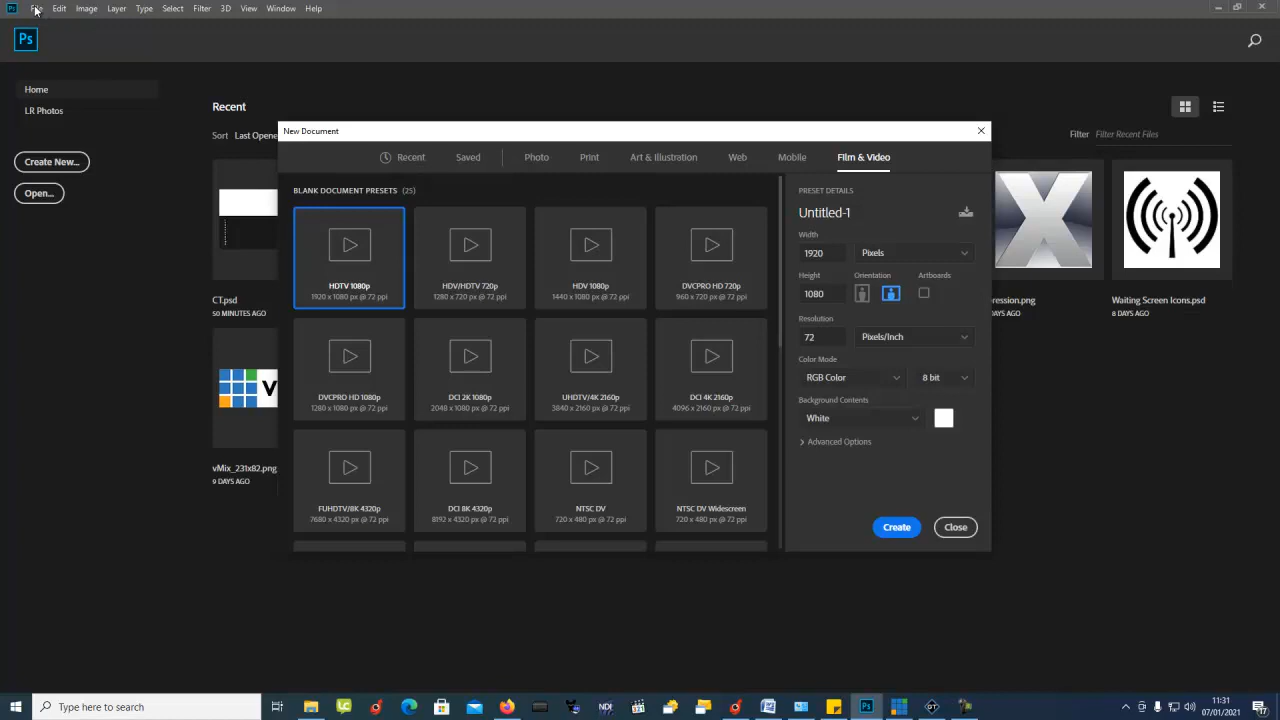 Ps File Edit Image Layer Type Select Filter 3D View Window Help
Ps
Home
LR Photos
Create New...
Open...
Recent
Sort Last Opene
Filter Filter Recent Files
New Document
Recent Saved Photo Print Art & Illustration Web Mobile Film & Video
BLANK DOCUMENT PRESETS (25)
HDTV 1080p
1920 x 1080 px @ 72 ppi
HDV/HDTV 720p
1280 x 720 px @ 72 ppi
HDV 1080p
1440 x 1080 px @ 72 ppi
DVCPRO HD 720p
960 x 720 px @ 72 ppi
DVCPRO HD 1080p
1280 x 1080 px @ 72 ppi
DCI 2K 1080p
2048 x 1080 px @ 72 ppi
UHDTV/4K 2160p
3840 x 2160 px @ 72 ppi
DCI 4K 2160p
4096 x 2160 px @ 72 ppi
FUHDTV/8K 4320p
7680 x 4320 px @ 72 ppi
DCI 8K 4320p
8192 x 4320 px @ 72 ppi
NTSC DV
720 x 480 px @ 72 ppi
NTSC DV Widescreen
720 x 480 px @ 72 ppi
PRESET DETAILS
Untitled-1
Width
1920 Pixels
Height Orientation Artboards
1080
Resolution
72 Pixels/Inch
Color Mode
RGB Color 8 bit
Background Contents
White
Advanced Options
Create Close
CT.psd
50 MINUTES AGO
V
vMix_231x82.png
9 DAYS AGO
X
pression.png
DAYS AGO
Waiting Screen Icons.psd
8 DAYS AGO
Type here to search
LC
NDI
Ps
GT
11:31
07/01/2021
17